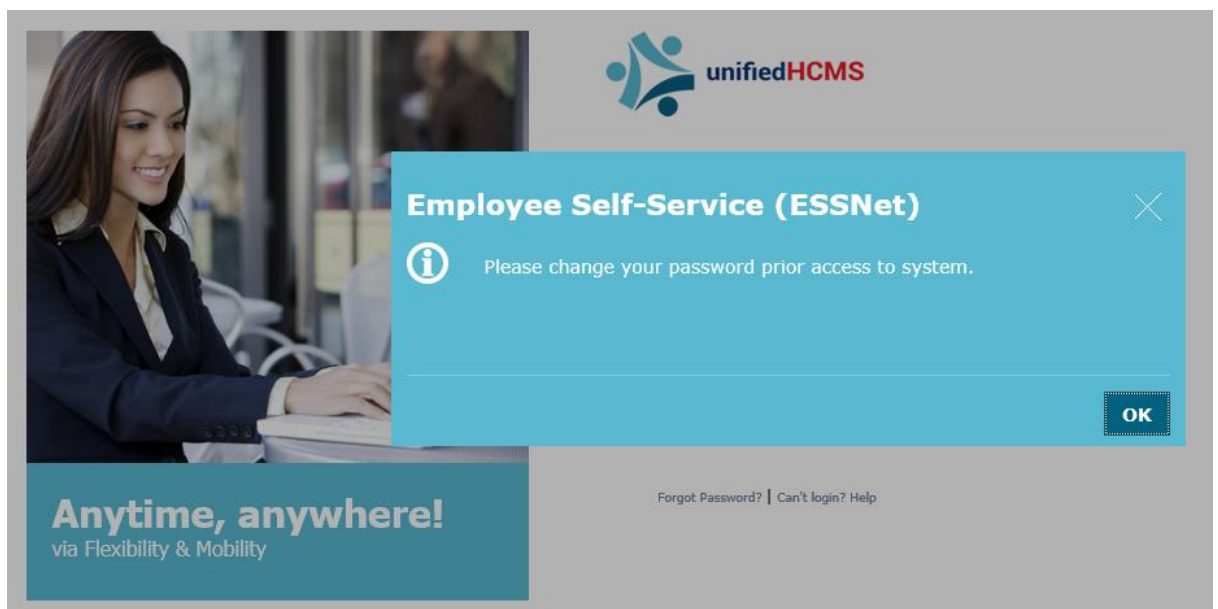 unifiedHCMS
Employee Self-Service (ESSNet)
Please change your password prior access to system.
OK
Forgot Password? | Can't login? Help
Anytime, anywhere!
via Flexibility & Mobility